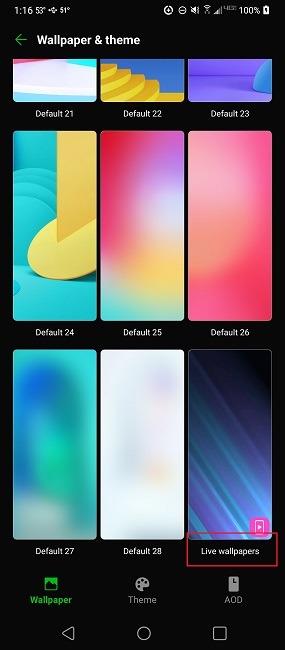 1:16 53° 51° 100%
Wallpaper & theme
Default 21 Default 22 Default 23
Default 24 Default 25 Default 26
Default 27 Default 28 Live wallpapers
Wallpaper Theme AOD